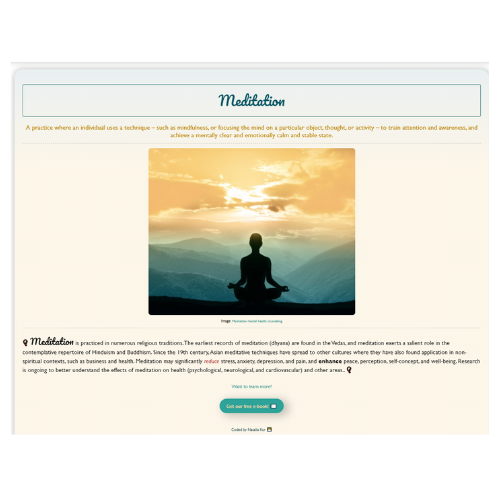 Meditation
A practice where an individual uses a technique – such as mindfulness, or focusing the mind on a particular object, thought, or activity – to train attention and awareness, and
achieve a mentally clear and emotionally calm and stable state.
Image: Meditation mental health counseling
Meditation is practiced in numerous religious traditions. The earliest records of meditation (dhyana) are found in the Vedas, and meditation exerts a salient role in the
contemplative repertoire of Hinduism and Buddhism. Since the 19th century, Asian meditative techniques have spread to other cultures where they have also found application in non-
spiritual contexts, such as business and health. Meditation may significantly reduce stress, anxiety, depression, and pain, and enhance peace, perception, self-concept, and well-being. Research
is ongoing to better understand the effects of meditation on health (psychological, neurological, and cardiovascular) and other areas..
Want to learn more?
Get our free e-book!
Coded by Natalia Kor